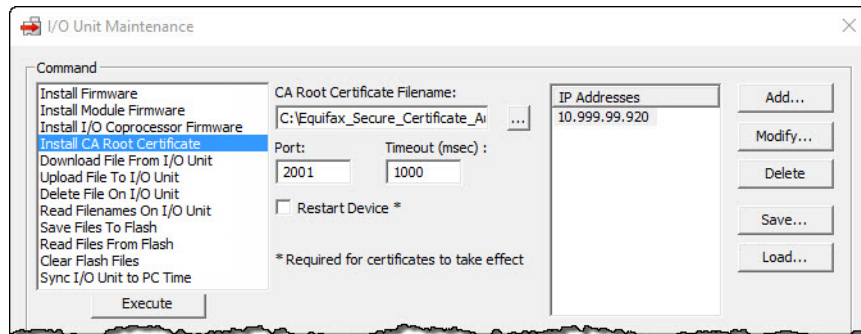 I/O Unit Maintenance
Command
Install Firmware
Install Module Firmware
Install I/O Coprocessor Firmware
Install CA Root Certificate
Download File From I/O Unit
Upload File To I/O Unit
Delete File On I/O Unit
Read Filenames On I/O Unit
Save Files To Flash
Read Files From Flash
Clear Flash Files
Sync I/O Unit to PC Time
Execute
CA Root Certificate Filename:
C:\Equifax_Secure_Certificate_Au
...
Port: Timeout (msec) :
2001 1000
Restart Device *
* Required for certificates to take effect
IP Addresses
10.999.99.920
Add...
Modify...
Delete
Save...
Load...